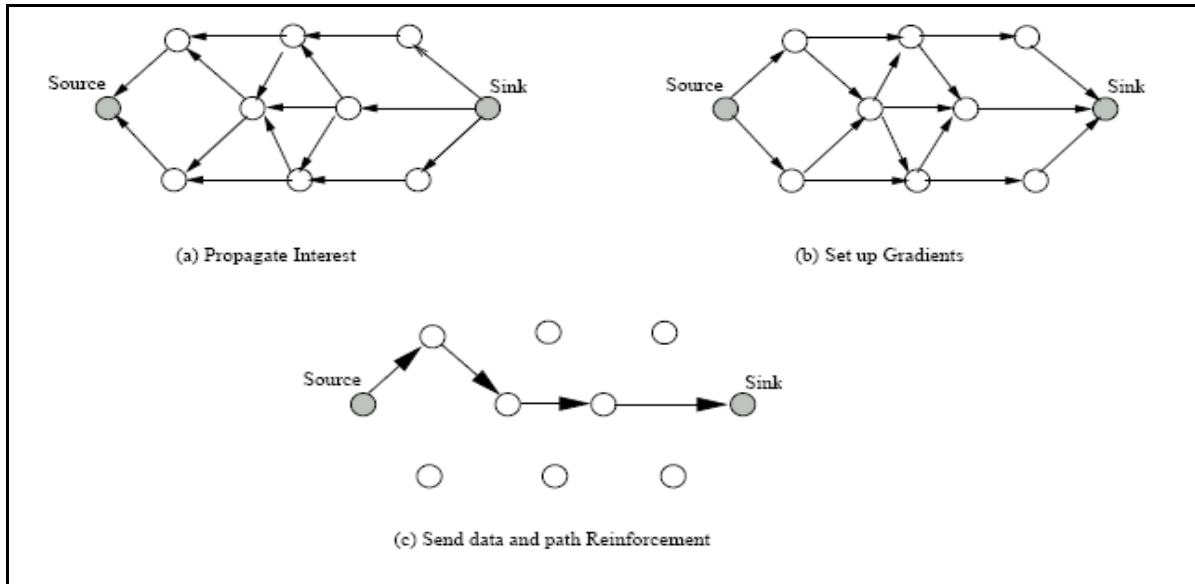 Source
Sink
(a) Propagate Interest
Source
Sink
(b) Set up Gradients
Source
Sink
(c) Send data and path Reinforcement